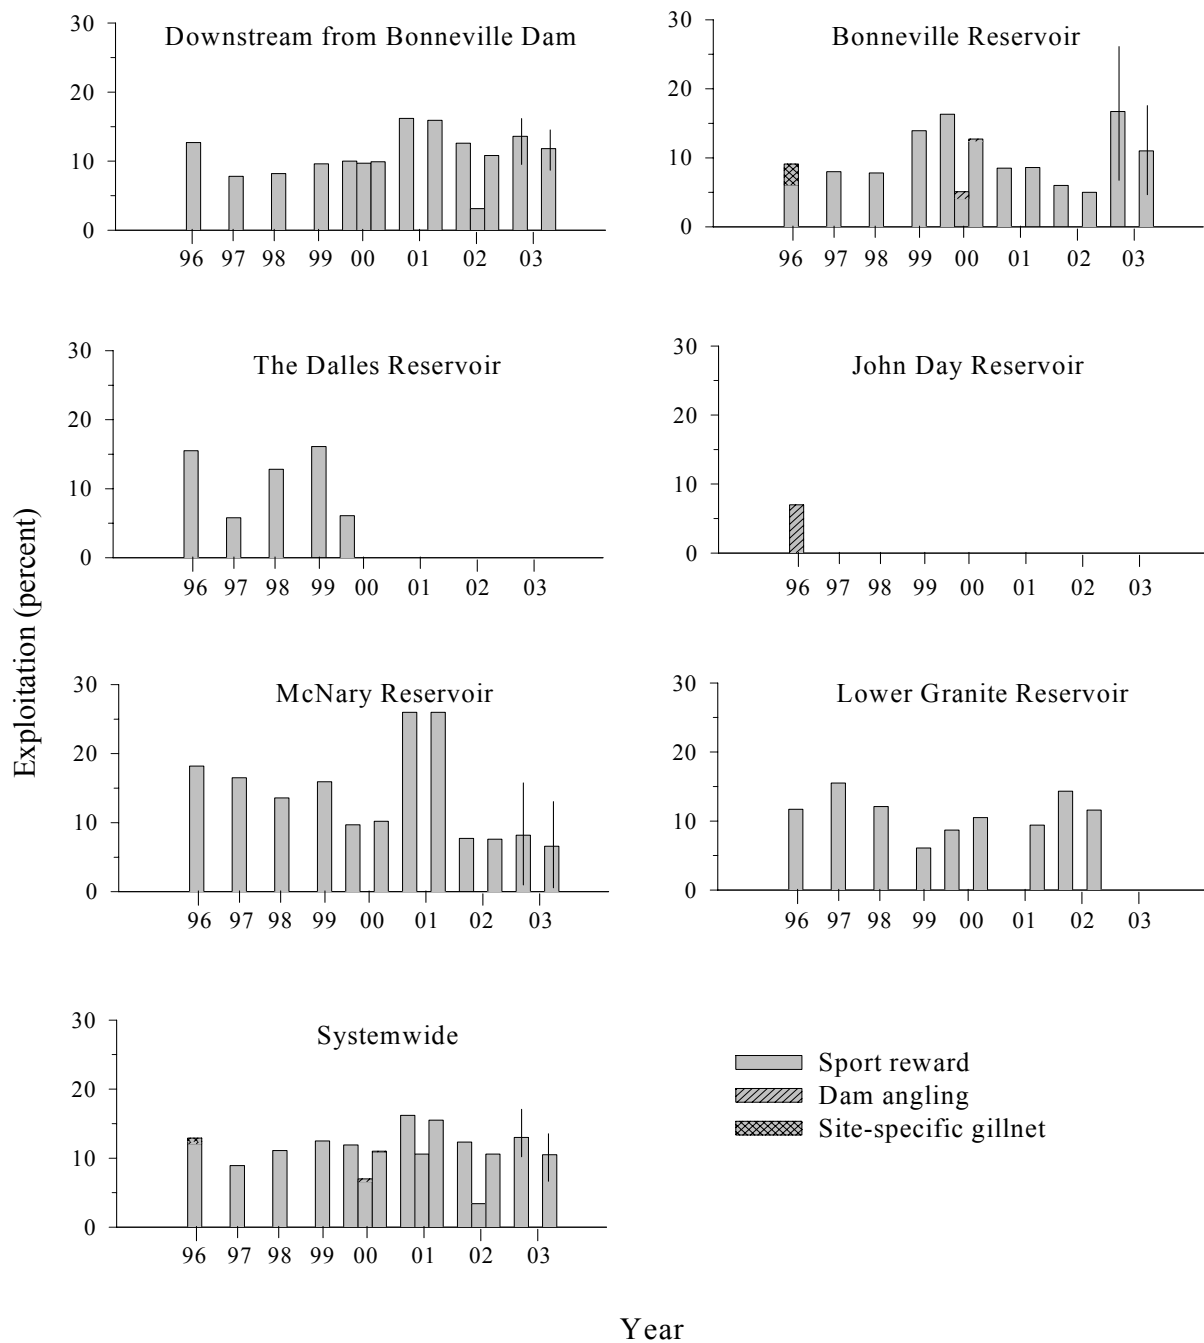 Downstream from Bonneville Dam
30
20
10
0
96 97 98 99 00 01 02 03
Bonneville Reservoir
30
20
10
0
96 97 98 99 00 01 02 03
The Dalles Reservoir
30
20
10
0
96 97 98 99 00 01 02 03
John Day Reservoir
30
20
10
0
96 97 98 99 00 01 02 03
Exploitation (percent)
McNary Reservoir
30
20
10
0
96 97 98 99 00 01 02 03
Lower Granite Reservoir
30
20
10
0
96 97 98 99 00 01 02 03
Systemwide
30
20
10
0
96 97 98 99 00 01 02 03
Sport reward
Dam angling
Site-specific gillnet
Year